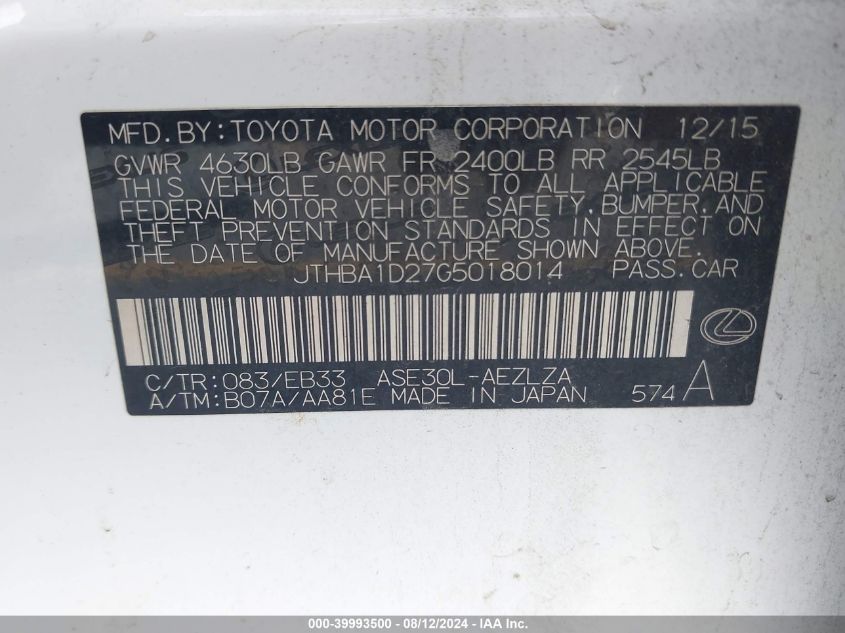 MFD.BY:TOYOTA MOTOR CORPORATION 12/15
GVWR 4630LB GAWR FR 2400LB RR 2545LB
THIS VEHICLE CONFORMS TO ALL APPLICABLE
FEDERAL MOTOR VEHICLE SAFETY,BUMPER,AND
THEFT PREVENTION STANDARDS IN EFFECT ON
THE DATE OF MANUFACTURE SHOWN ABOVE.
JTHBA1D27G5018014 PASS.CAR
C/TR:083/EB33 ASE30L-AEZLZA
A/TM:B07A/AA81E MADE IN JAPAN 574 A
000-39993500 - 08/12/2024 - IAA Inc.